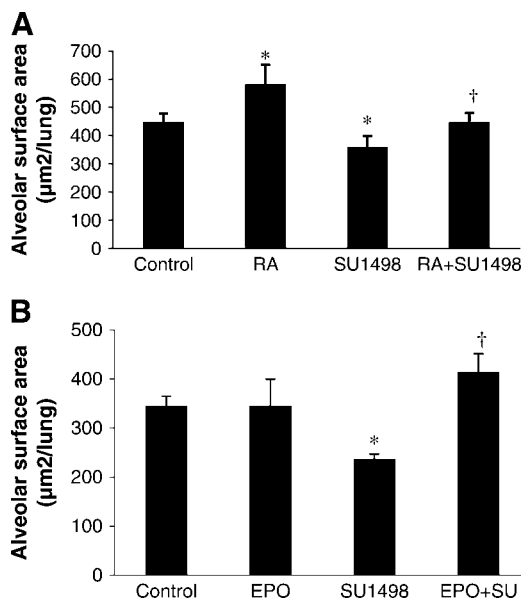 A
Alveolar surface area
(µm2/lung)
700
600
500
400
300
200
100
0
*
*
†
Control RA SU1498 RA+SU1498
B
Alveolar surface area
(µm2/lung)
500
400
300
200
100
0
*
†
Control EPO SU1498 EPO+SU